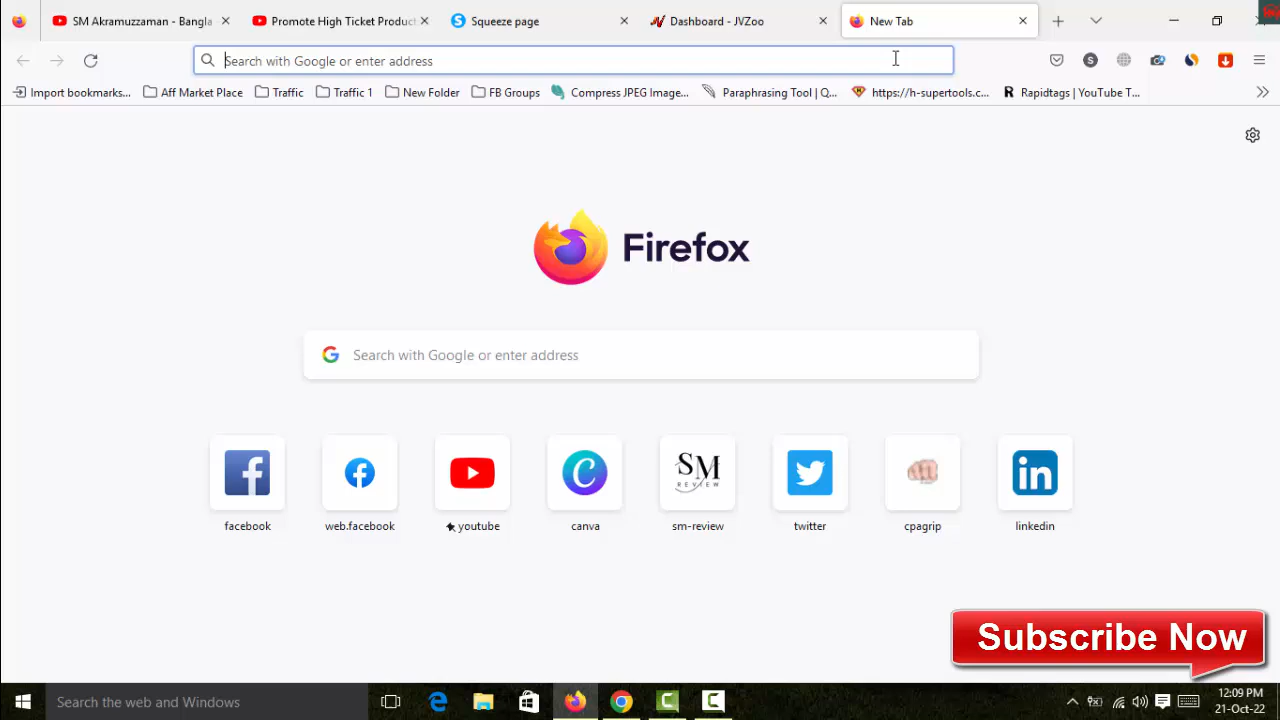 SM Akramuzzaman - Bangla
Promote High Ticket Product
Squeeze page
Dashboard - JVZoo
New Tab
Search with Google or enter address
Import bookmarks...
Aff Market Place
Traffic
Traffic 1
New Folder
FB Groups
Compress JPEG Image...
Paraphrasing Tool | Q...
https://h-supertools.c...
Rapidtags | YouTube T...
Firefox
Search with Google or enter address
SM
REVIEW
facebook
web.facebook
youtube
canva
sm-review
twitter
cpagrip
linkedin
Subscribe Now
Search the web and Windows
12:09 PM
21-Oct-22